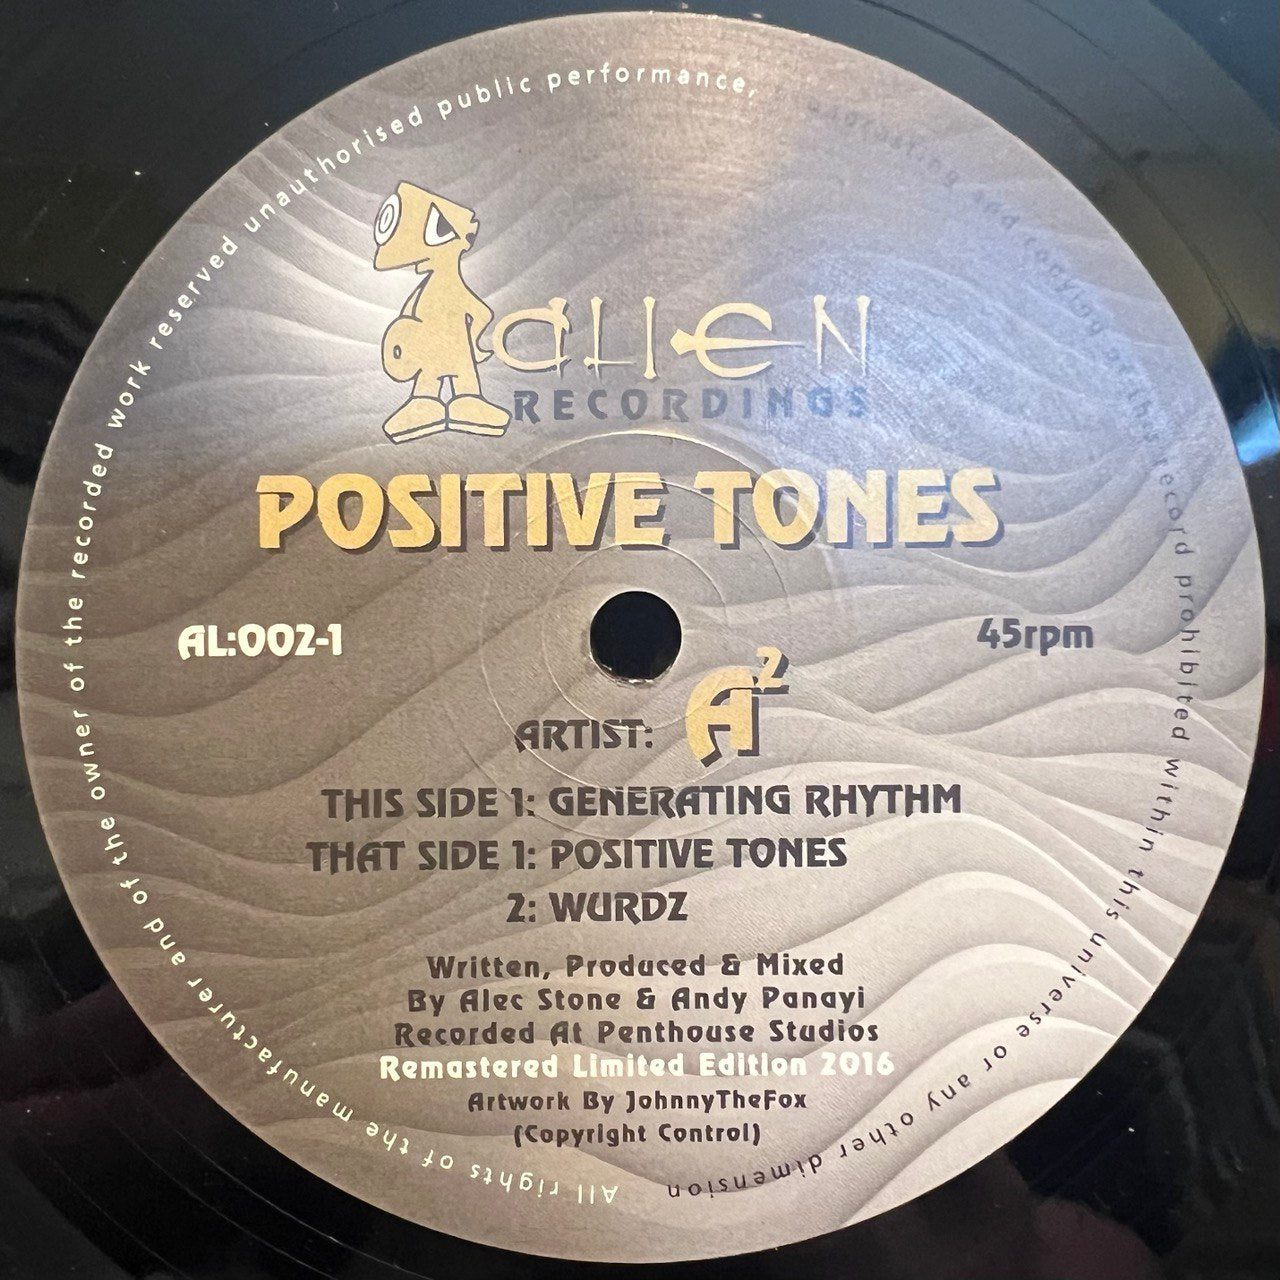 ALIEN
RECORDINGS
POSITIVE TONES
AL:002-1
45rpm
ARTIST: A²
THIS SIDE 1: GENERATING RHYTHM
THAT SIDE 1: POSITIVE TONES
2: WURDZ
Written, Produced & Mixed
By Alec Stone & Andy Panayi
Recorded At Penthouse Studios
Remastered Limited Edition 2016
Artwork By JohnnyTheFox
(Copyright Control)
All rights of the manufacturer and of the owner of the recorded work reserved unauthorised public performance, and copying record prohibited within this universe or any other dimension